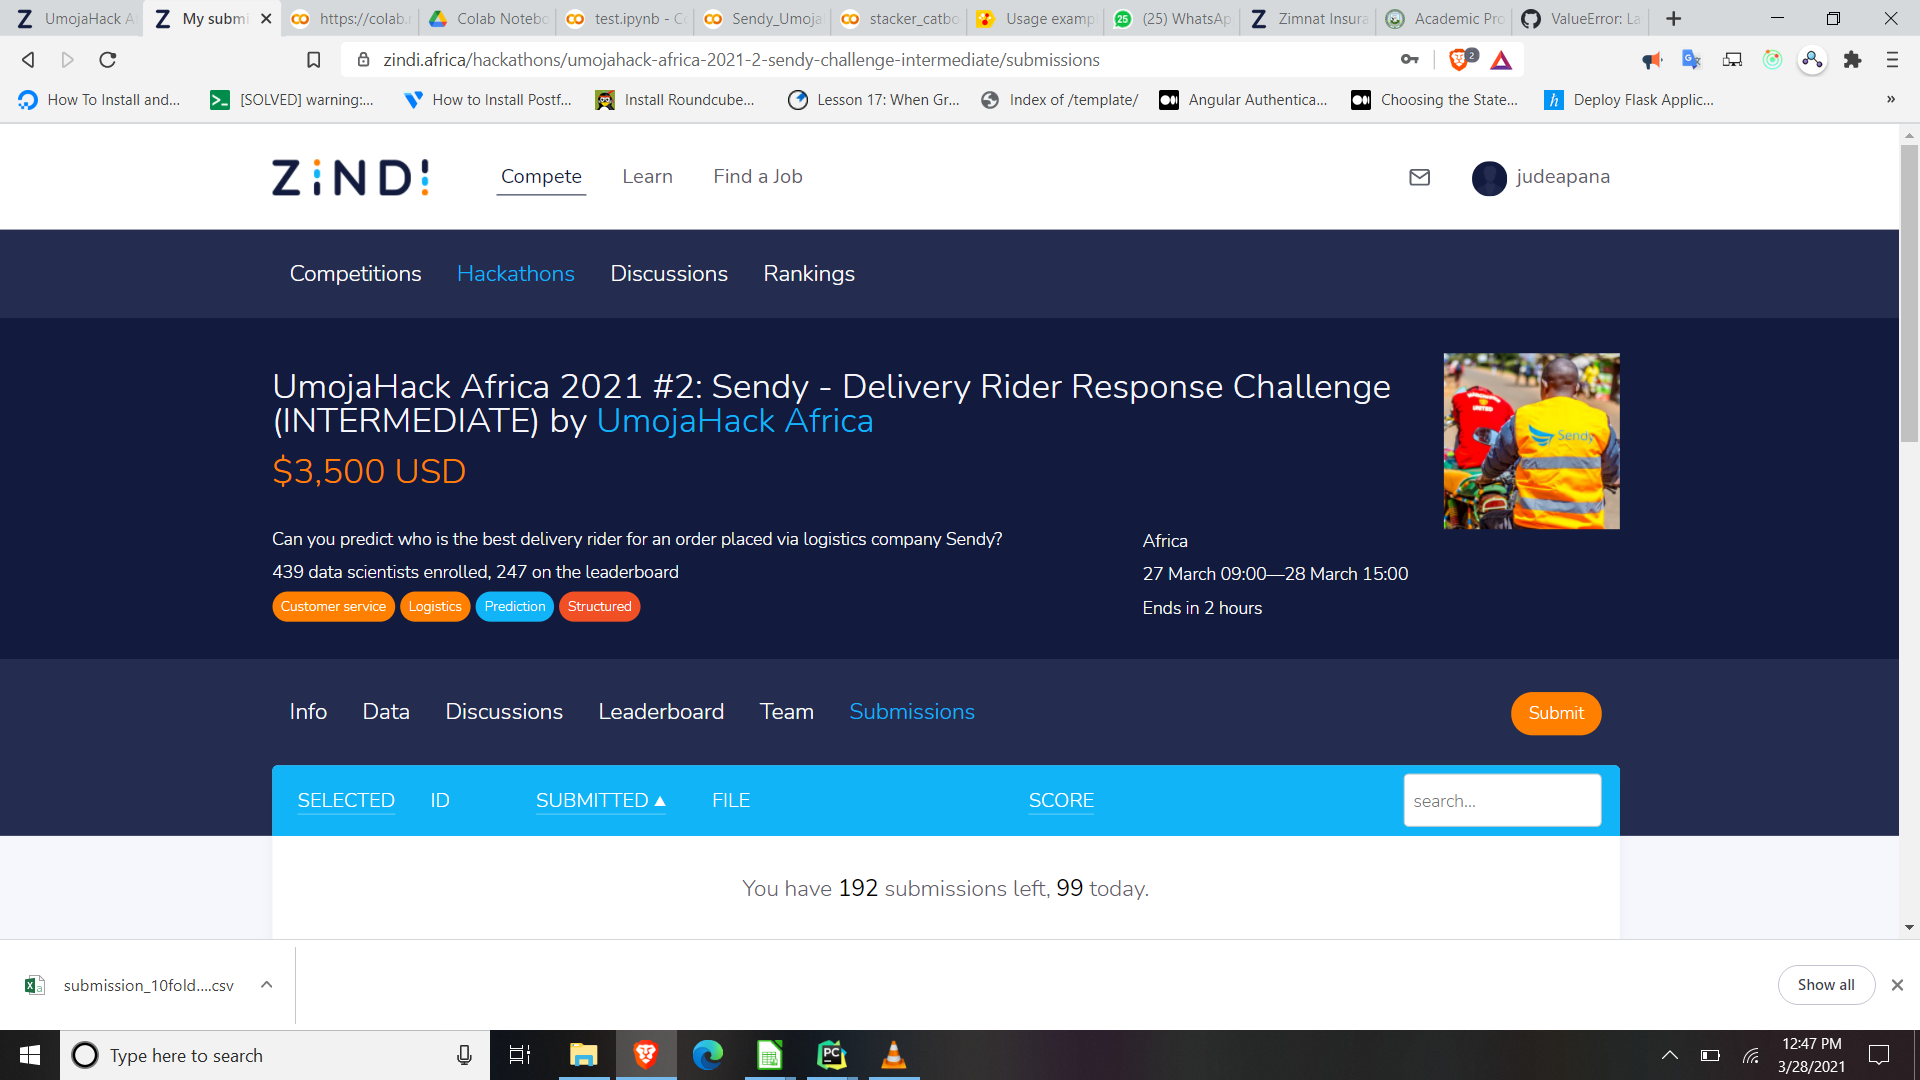 UmojaHack A
My submi
https://colab.r
Colab Notebo
test.ipynb - Co
Sendy_Umoja
stacker_catbo
Usage examp
(25) WhatsAp
Zimnat Insura
Academic Pro
ValueError: La
zindi.africa/hackathons/umojahack-africa-2021-2-sendy-challenge-intermediate/submissions
2
How To Install and...
[SOLVED] warning:...
How to Install Postf...
Install Roundcube...
Lesson 17: When Gr...
Index of /template/
Angular Authentica...
Choosing the State...
Deploy Flask Applic...
»
ZiNDi
Compete
Learn
Find a Job
judeapana
Competitions
Hackathons
Discussions
Rankings
UmojaHack Africa 2021 #2: Sendy - Delivery Rider Response Challenge
(INTERMEDIATE) by UmojaHack Africa
$3,500 USD
Sendy
Can you predict who is the best delivery rider for an order placed via logistics company Sendy?
439 data scientists enrolled, 247 on the leaderboard
Customer service
Logistics
Prediction
Structured
Africa
27 March 09:00—28 March 15:00
Ends in 2 hours
Info
Data
Discussions
Leaderboard
Team
Submissions
Submit
SELECTED
ID
SUBMITTED ▲
FILE
SCORE
search...
You have 192 submissions left, 99 today.
submission_10fold....csv
Show all
Type here to search
12:47 PM
3/28/2021